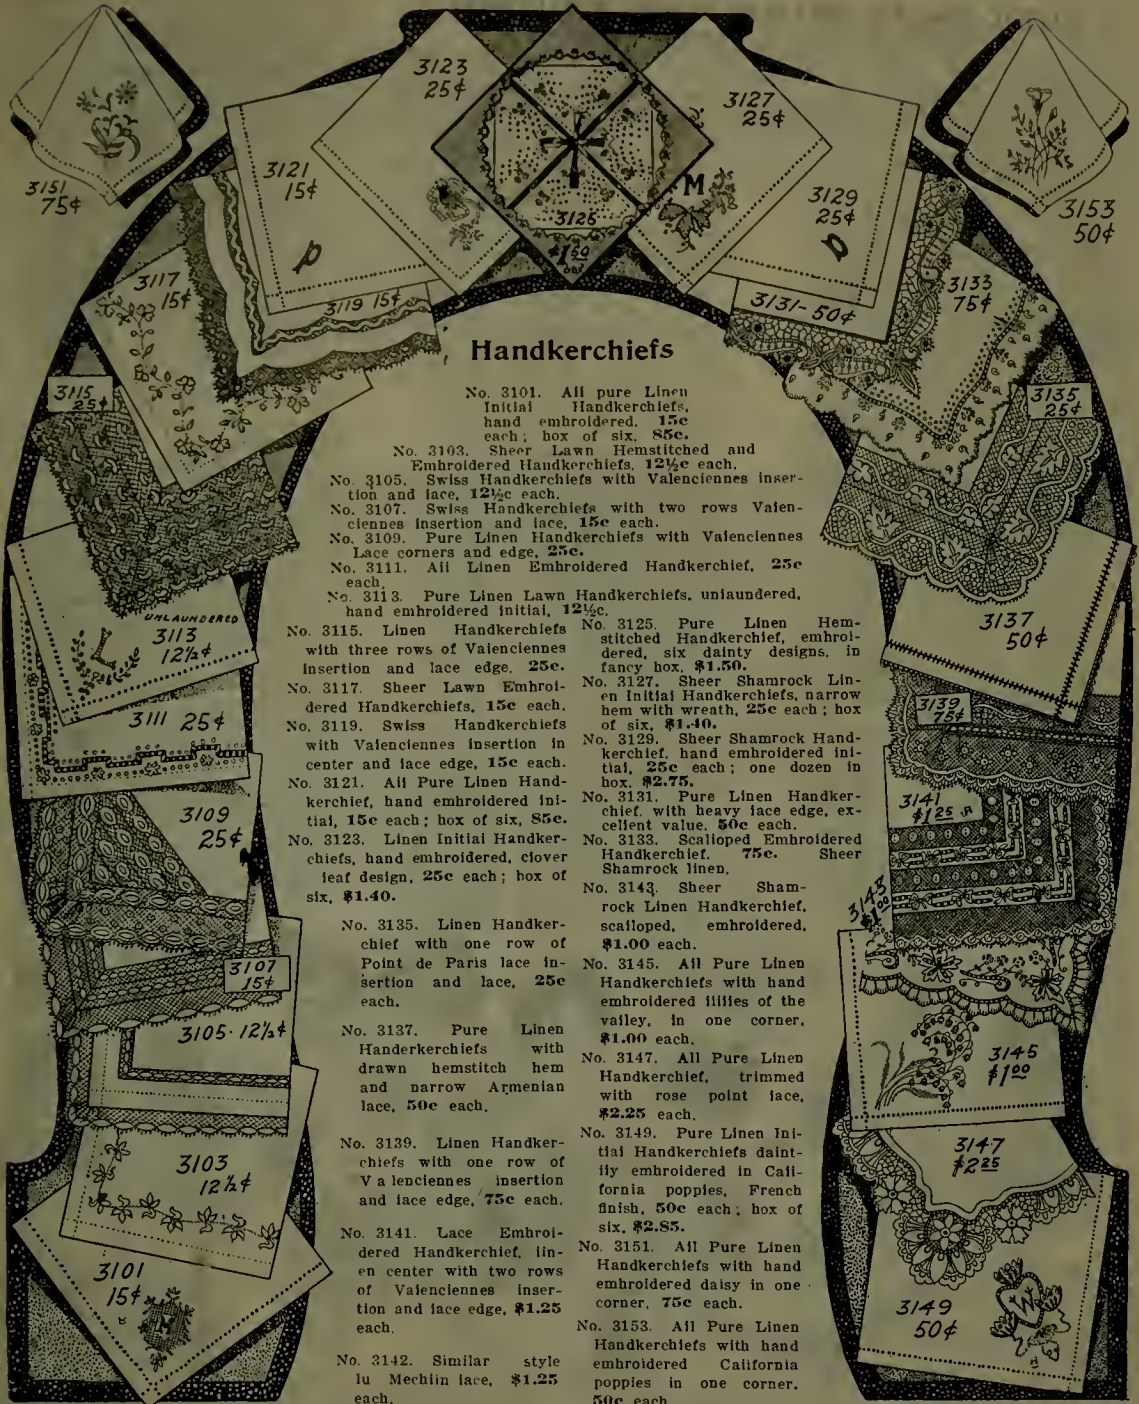 3123
25¢
3127
25¢
3121
15¢
3126
$1.50
M
3129
25¢
3151
75¢
3153
50¢
3117
15¢
3119 15¢
3131-50¢
3133
75¢
3115
25¢
3135
25¢
Handkerchiefs
No. 3101. All pure Linen
Initial Handkerchiefs,
hand embroidered, 15c
each; box of six, 85c.
No. 3103. Sheer Lawn Hemstitched and
Embroidered Handkerchiefs, 12½c each.
No. 3105. Swiss Handkerchiefs with Valenciennes inser-
tion and lace, 12½c each.
No. 3107. Swiss Handkerchiefs with two rows Valen-
ciennes insertion and lace, 15c each.
No. 3109. Pure Linen Handkerchiefs with Valenciennes
Lace corners and edge, 25c.
No. 3111. All Linen Embroidered Handkerchief, 25c
each.
No. 3113. Pure Linen Lawn Handkerchiefs, unlaundered,
hand embroidered initial, 12½c.
No. 3115. Linen Handkerchiefs
with three rows of Valenciennes
insertion and lace edge, 25c.
No. 3117. Sheer Lawn Embroi-
dered Handkerchiefs, 15c each.
No. 3119. Swiss Handkerchiefs
with Valenciennes insertion in
center and lace edge, 15c each.
No. 3121. All Pure Linen Hand-
kerchief, hand embroidered ini-
tial, 15c each; box of six, 85c.
No. 3123. Linen Initial Handker-
chiefs, hand embroidered, clover
leaf design, 25c each; box of
six, $1.40.
No. 3125. Pure Linen Hem-
stitched Handkerchief, embroi-
dered, six dainty designs, in
fancy box, $1.50.
No. 3127. Sheer Shamrock Lin-
en Initial Handkerchiefs, narrow
hem with wreath, 25c each; box
of six, $1.40.
No. 3129. Sheer Shamrock Hand-
kerchief, hand embroidered ini-
tial, 25c each; one dozen in
box, $2.75.
No. 3131. Pure Linen Handker-
chief, with heavy lace edge, ex-
cellent value, 50c each.
No. 3133. Scalloped Embroidered
Handkerchief, 75c. Sheer
Shamrock linen.
No. 3135. Linen Handker-
chief with one row of
Point de Paris lace in-
sertion and lace, 25c
each.
No. 3137. Pure Linen
Handerkerchiefs with
drawn hemstitch hem
and narrow Armenian
lace, 50c each.
No. 3139. Linen Handker-
chiefs with one row of
Valenciennes insertion
and lace edge, 75c each.
No. 3141. Lace Embroi-
dered Handkerchief, lin-
en center with two rows
of Valenciennes inser-
tion and lace edge, $1.25
each.
No. 3142. Similar style
lu Mechlin lace, $1.25
each.
No. 3143. Sheer Sham-
rock Linen Handkerchief,
scalloped, embroidered,
$1.00 each.
No. 3145. All Pure Linen
Handkerchiefs with hand
embroidered lillies of the
valley, in one corner,
$1.00 each.
No. 3147. All Pure Linen
Handkerchief, trimmed
with rose point lace,
$2.25 each.
No. 3149. Pure Linen Ini-
tial Handkerchiefs daint-
ily embroidered in Cali-
fornia poppies, French
finish, 50c each; box of
six, $2.85.
No. 3151. All Pure Linen
Handkerchiefs with hand
embroidered daisy in one
corner, 75c each.
No. 3153. All Pure Linen
Handkerchiefs with hand
embroidered California
poppies in one corner,
50c each
L
UNLAUNDERED
3113
12½¢
3111 25¢
3109
25¢
3107
15¢
3105·12½¢
3103
12½¢
3101
15¢
3137
50¢
3139
75¢
3141
$1 25
3143
$1 00
3145
$1 00
3147
$2 25
3149
50¢
W